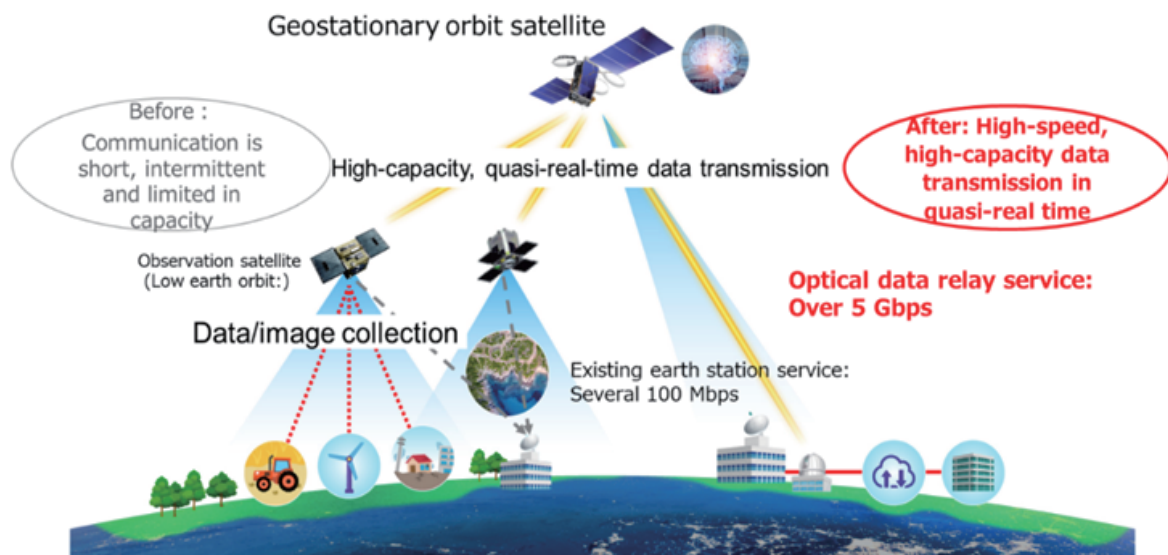 Geostationary orbit satellite
Before :
Communication is
short, intermittent
and limited in
capacity
High-capacity, quasi-real-time data transmission
After: High-speed,
high-capacity data
transmission in
quasi-real time
Observation satellite
(Low earth orbit:)
Optical data relay service:
Over 5 Gbps
Data/image collection
Existing earth station service:
Several 100 Mbps